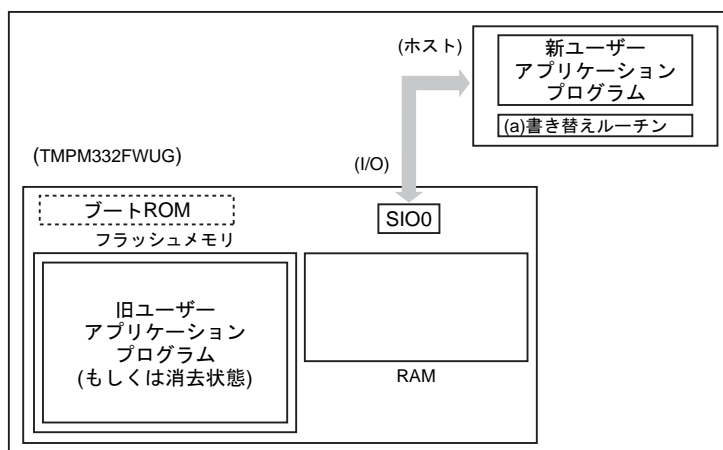 (ホスト)
新ユーザー
アプリケーション
プログラム
(a)書き替えルーチン
(TMPM332FWUG)
(I/O)
ブートROM
SIO0
フラッシュメモリ
旧ユーザー
アプリケーション
プログラム
(もしくは消去状態)
RAM